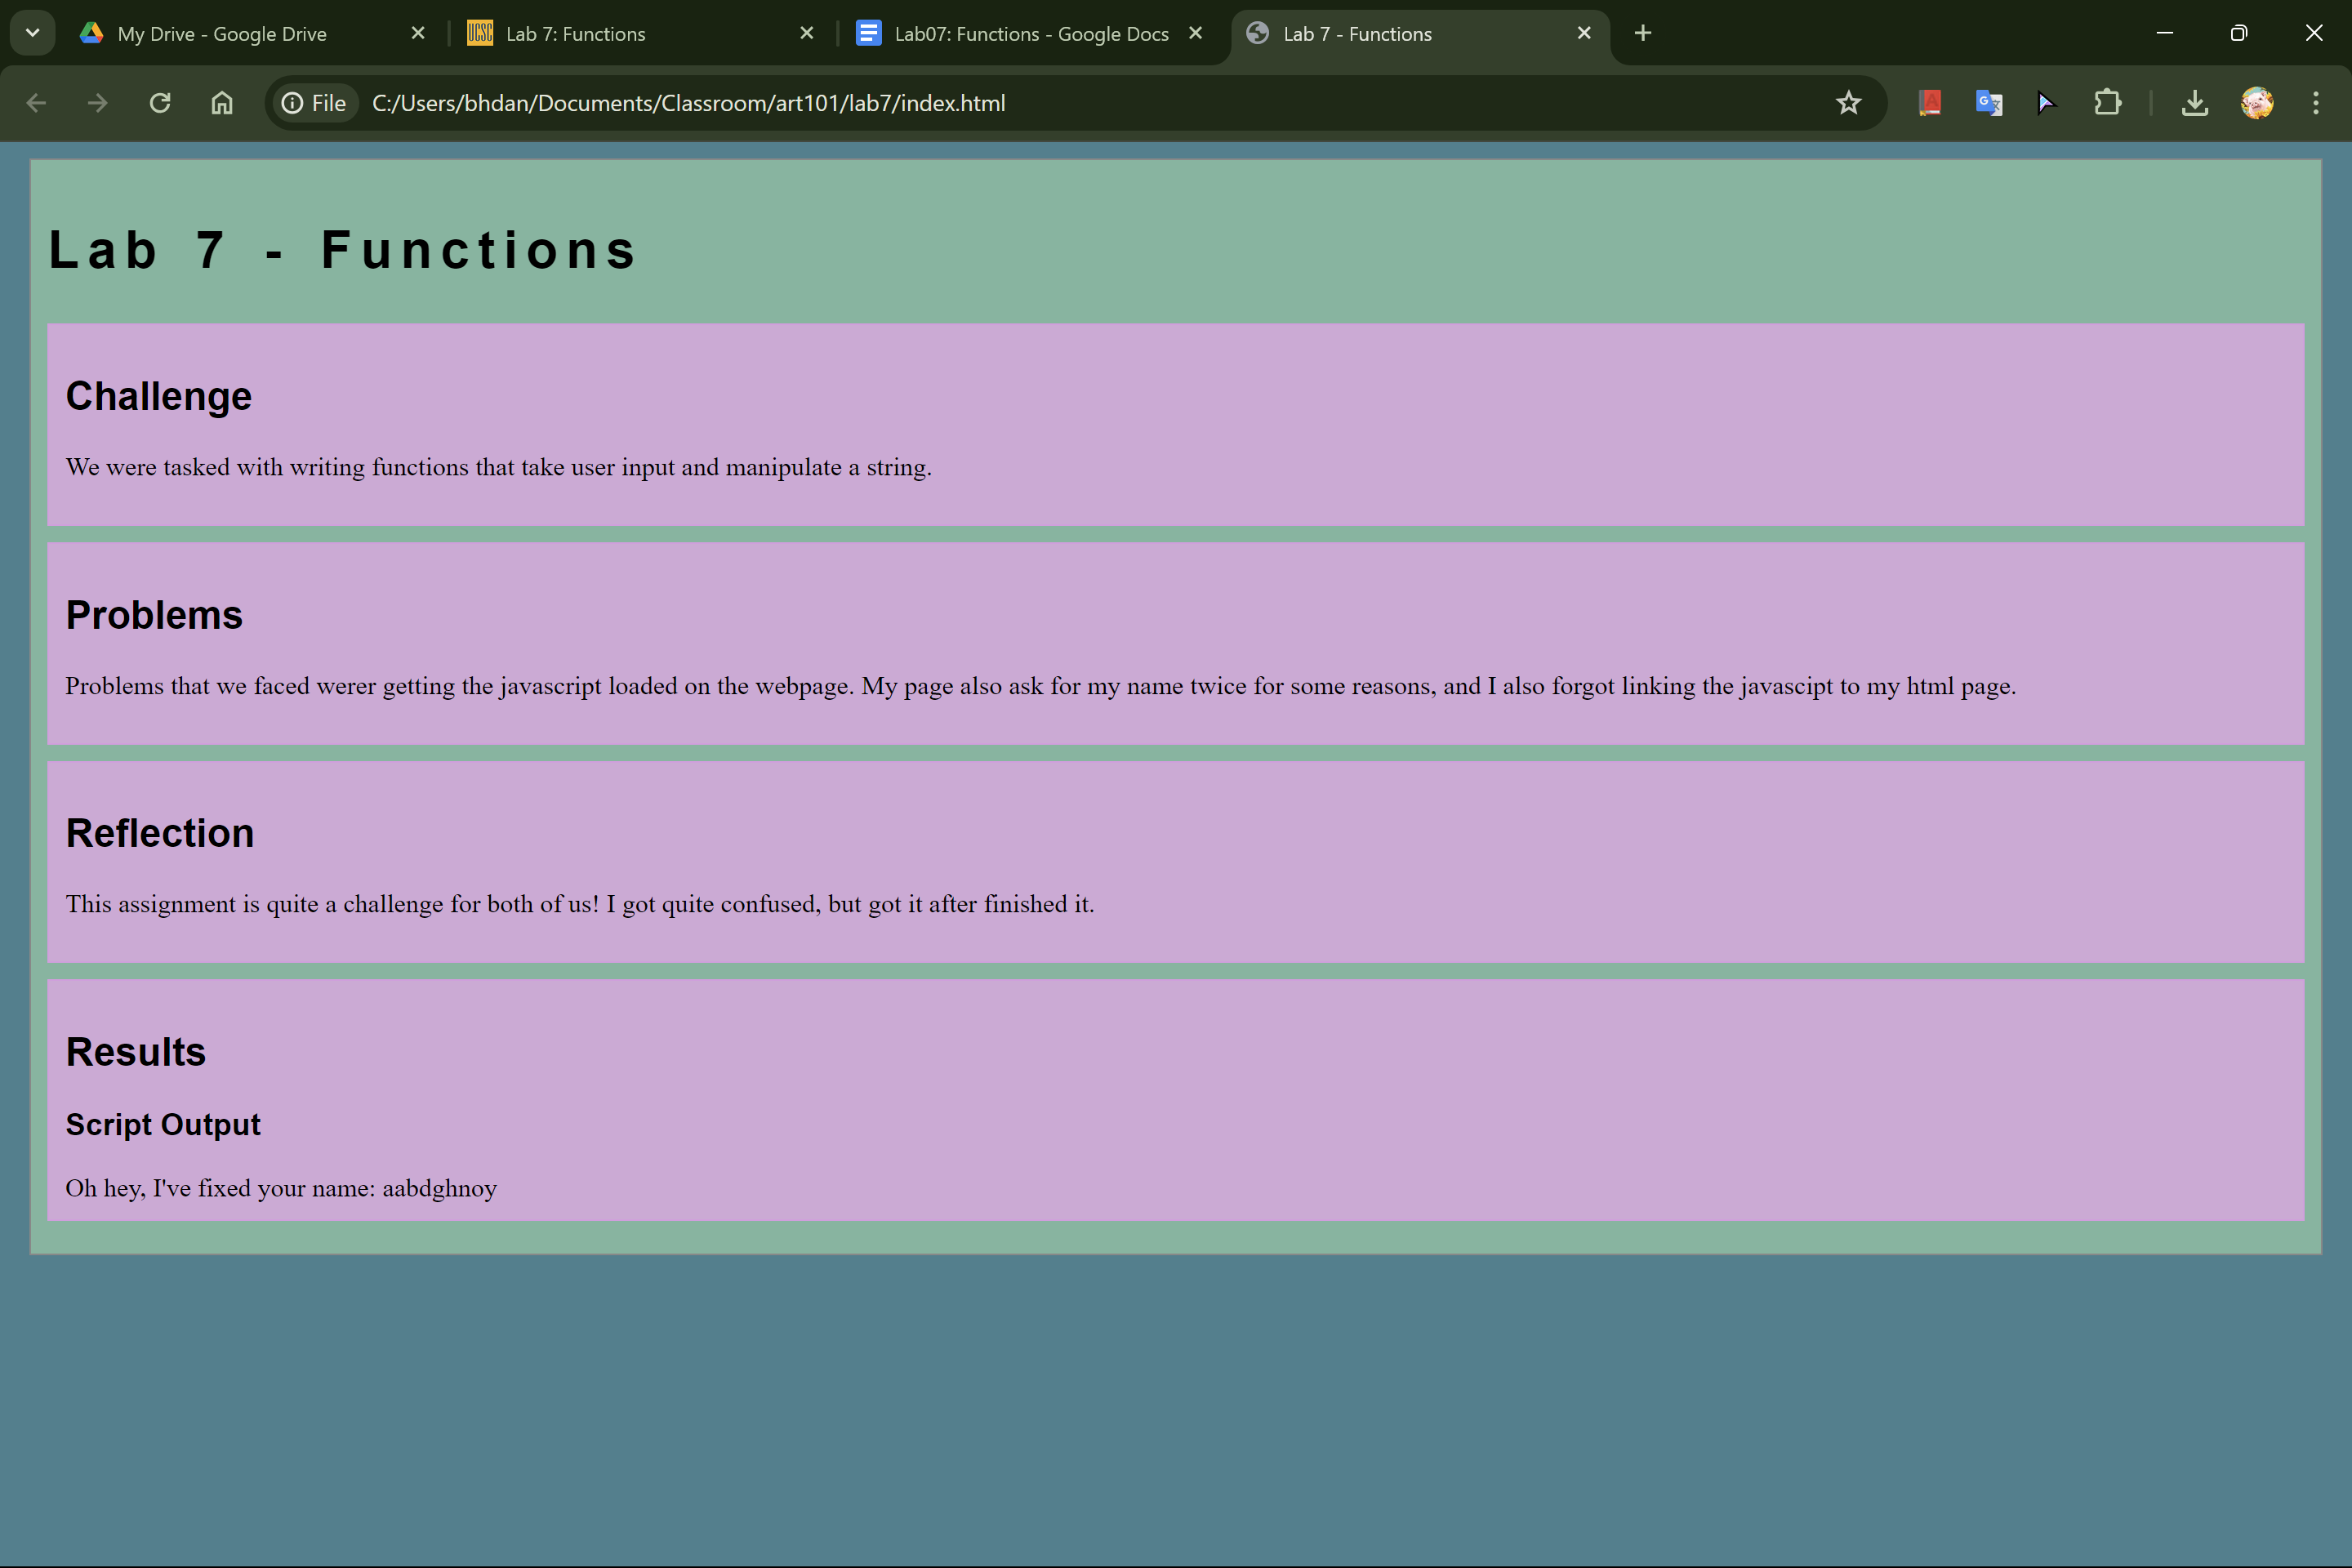 My Drive - Google Drive
UCSC Lab 7: Functions
Lab07: Functions - Google Docs
Lab 7 - Functions
File C:/Users/bhdan/Documents/Classroom/art101/lab7/index.html
Lab 7 - Functions
Challenge
We were tasked with writing functions that take user input and manipulate a string.
Problems
Problems that we faced werer getting the javascript loaded on the webpage. My page also ask for my name twice for some reasons, and I also forgot linking the javascipt to my html page.
Reflection
This assignment is quite a challenge for both of us! I got quite confused, but got it after finished it.
Results
Script Output
Oh hey, I've fixed your name: aabdghnoy